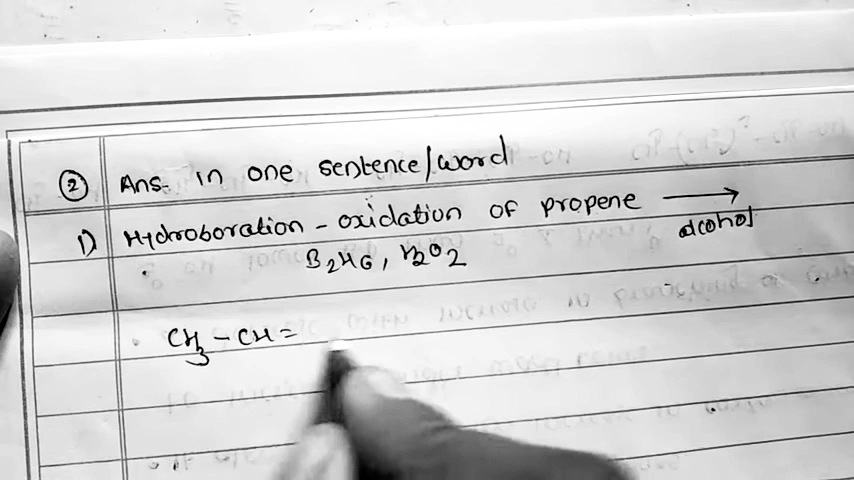 ② Ans. in one sentence/word
1) Hydroboration - oxidation of propene ⟶
alcohol
B2H6, H2O2
CH3 - CH =